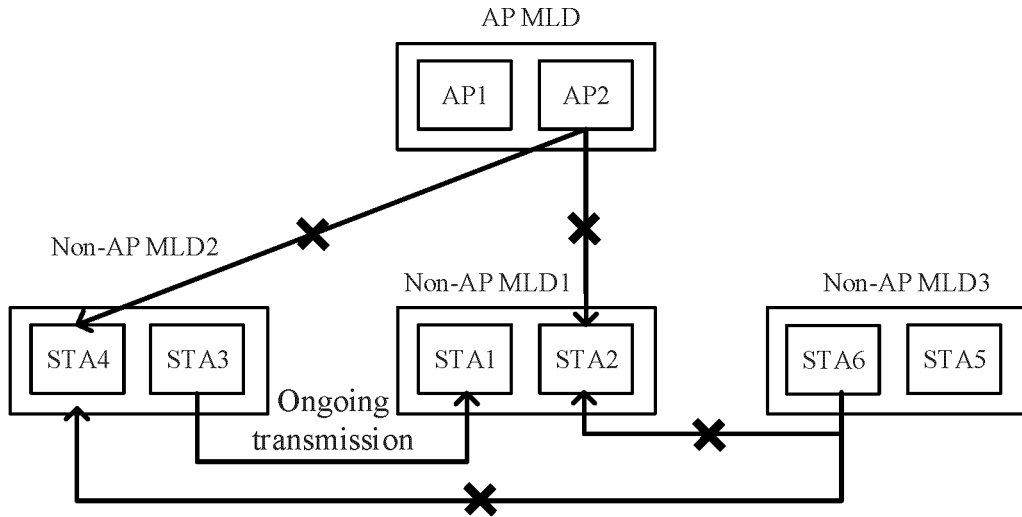 AP MLD
AP1
AP2
Non-AP MLD2
Non-AP MLD1
Non-AP MLD3
STA4
STA3
STA1
STA2
STA6
STA5
Ongoing
transmission